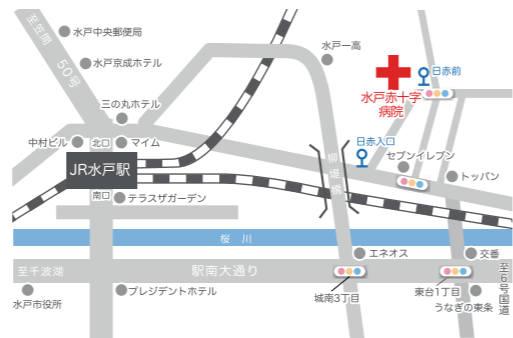 至笠間
50号
水戸中央郵便局
水戸京成ホテル
三の丸ホテル
水戸一高
日赤前
水戸赤十字
病院
日赤入口
セブンイレブン
トッパン
中村ビル
北口
マイム
JR水戸駅
南口
テラスザガーデン
桜 川
至千波湖
駅南大通り
エネオス
交番
至6号国道
水戸市役所
プレジデントホテル
城南3丁目
東台1丁目
うなぎの東条